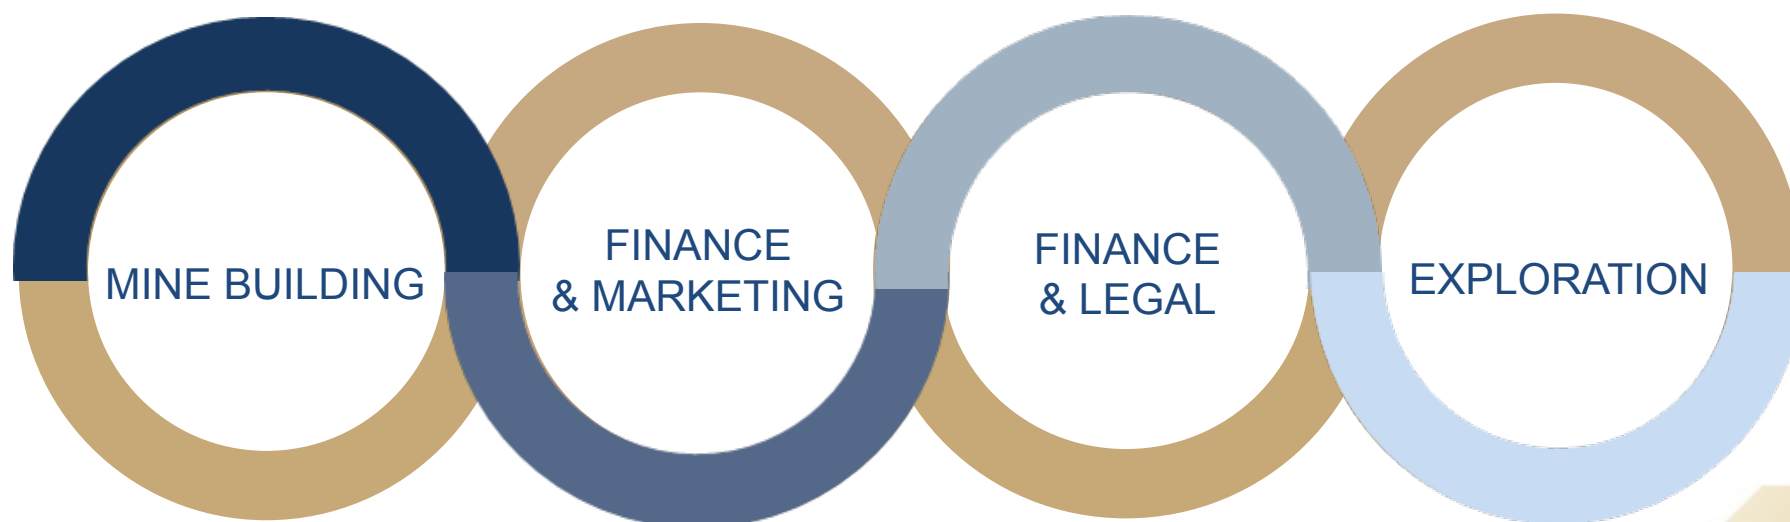 MINE BUILDING
FINANCE
& MARKETING
FINANCE
& LEGAL
EXPLORATION